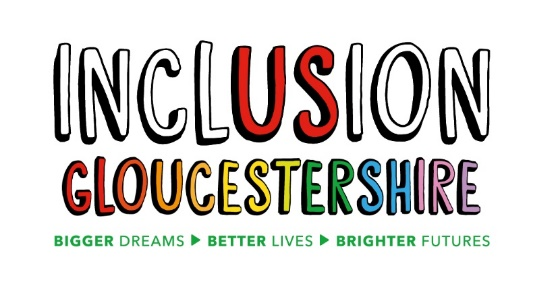 INCLUSION
GLOUCESTERSHIRE
BIGGER DREAMS ▶ BETTER LIVES ▶ BRIGHTER FUTURES